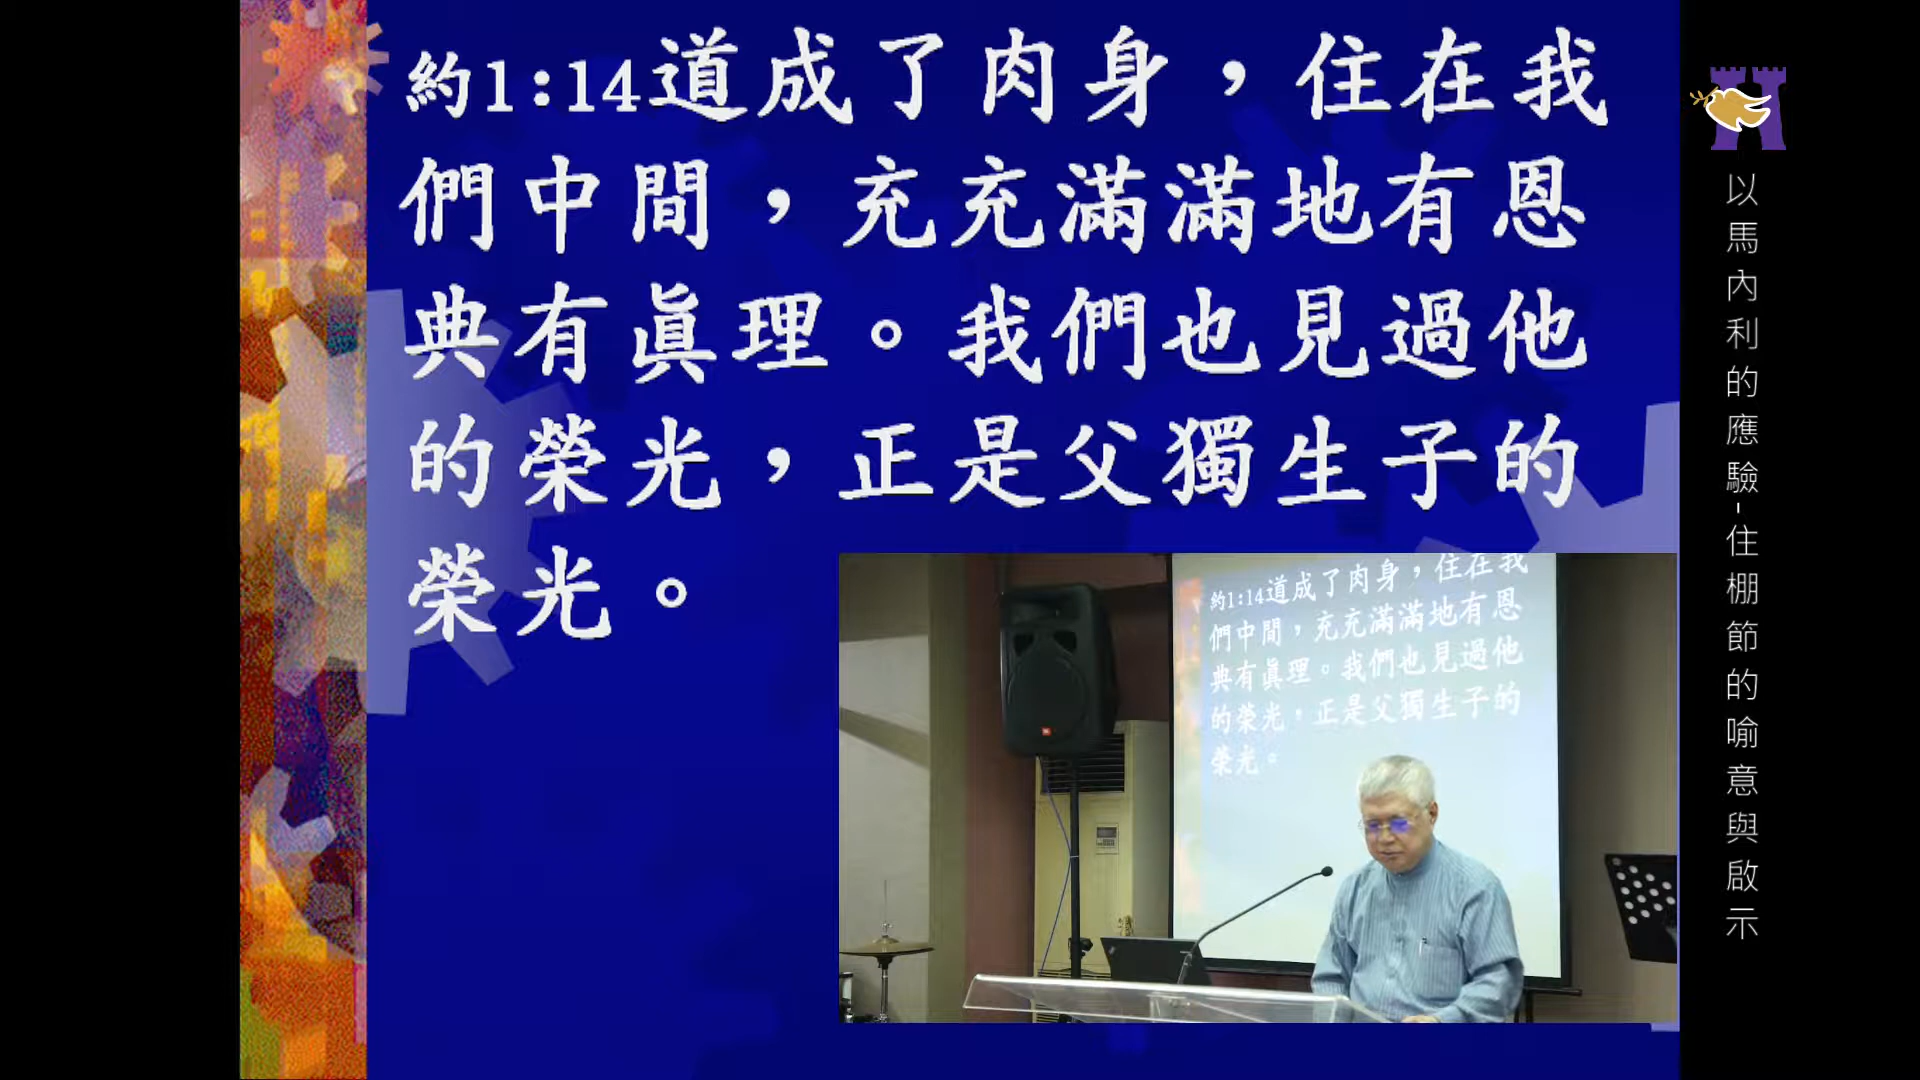 約1:14道成了肉身，住在我
們中間，充充滿滿地有恩
典有眞理。我們也見過他
的榮光，正是父獨生子的
榮光。
約1:14道成了肉身，住在我
們中間，充充滿滿地有恩
典有眞理。我們也見過他
的榮光，正是父獨生子的
榮光。
以馬內利的應驗-住棚節的喻意與啟示